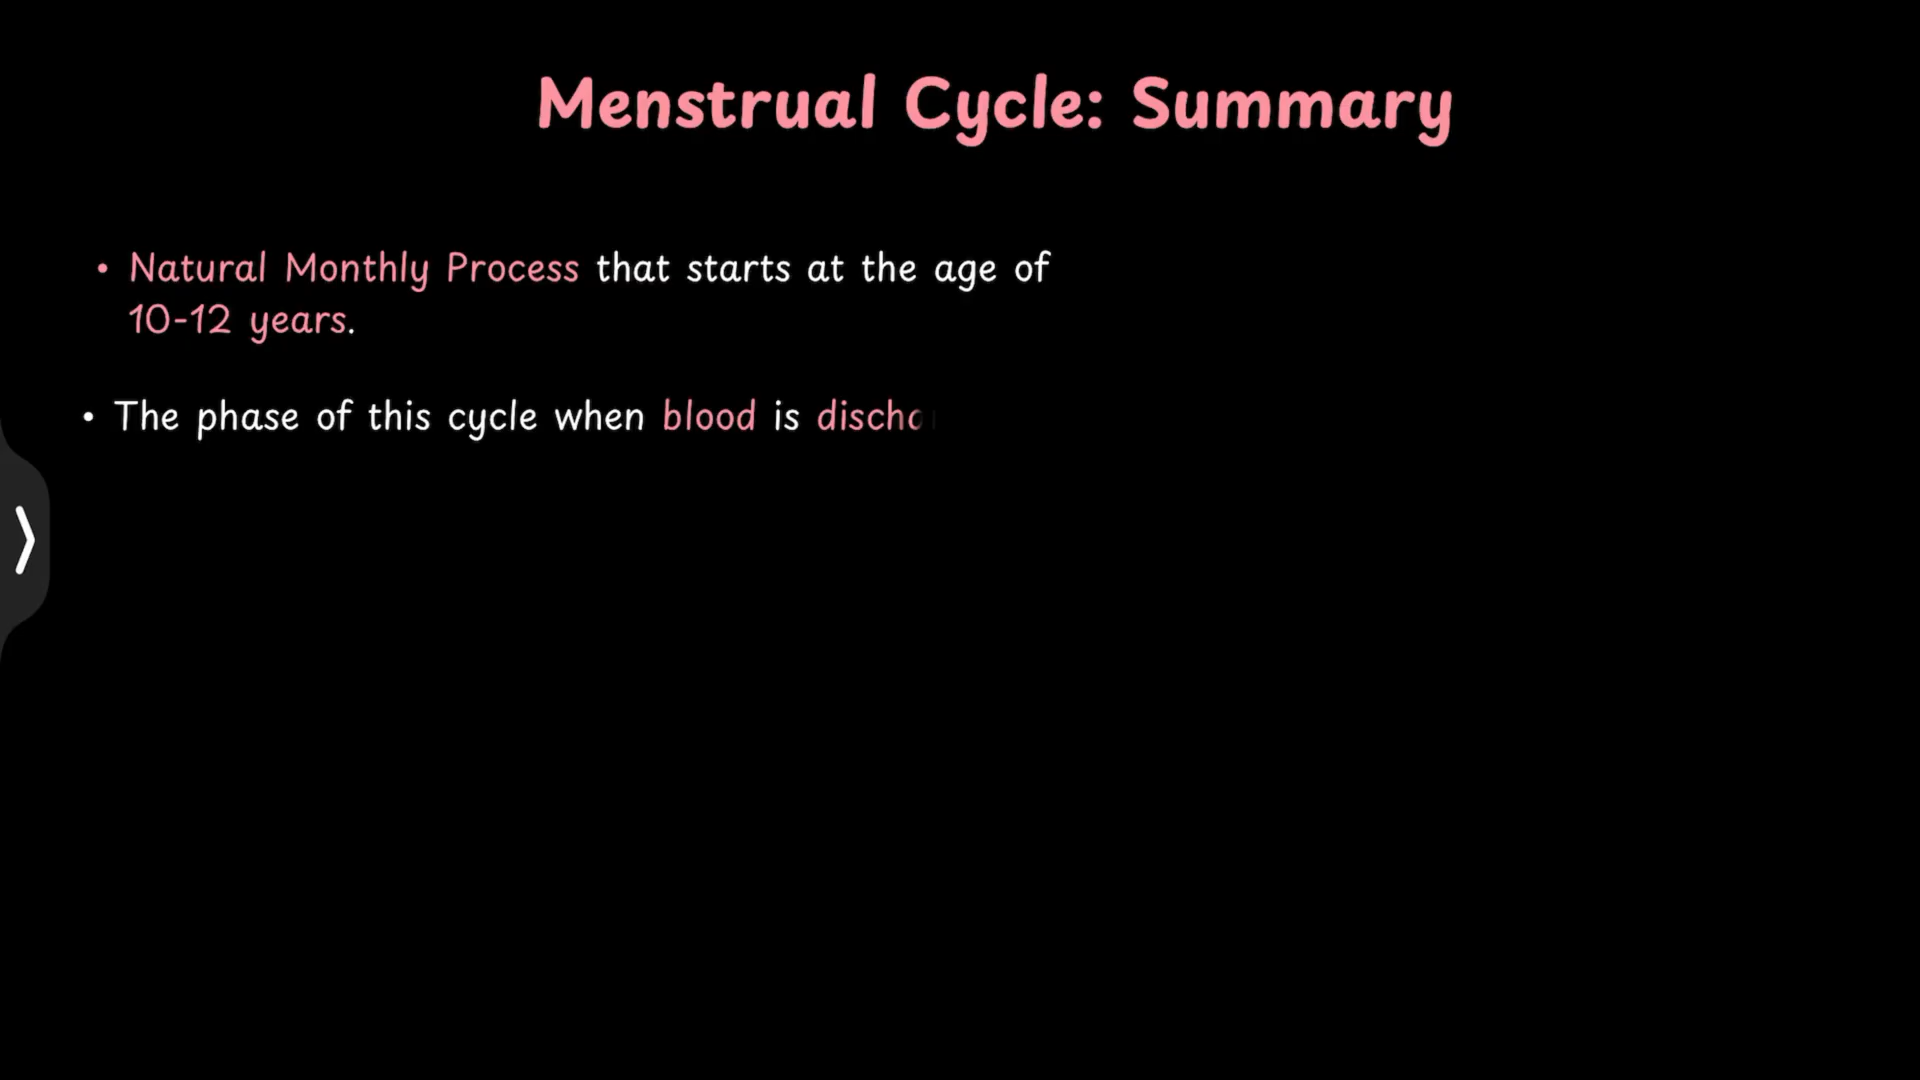 Menstrual Cycle: Summary
• Natural Monthly Process that starts at the age of
10-12 years.
• The phase of this cycle when blood is